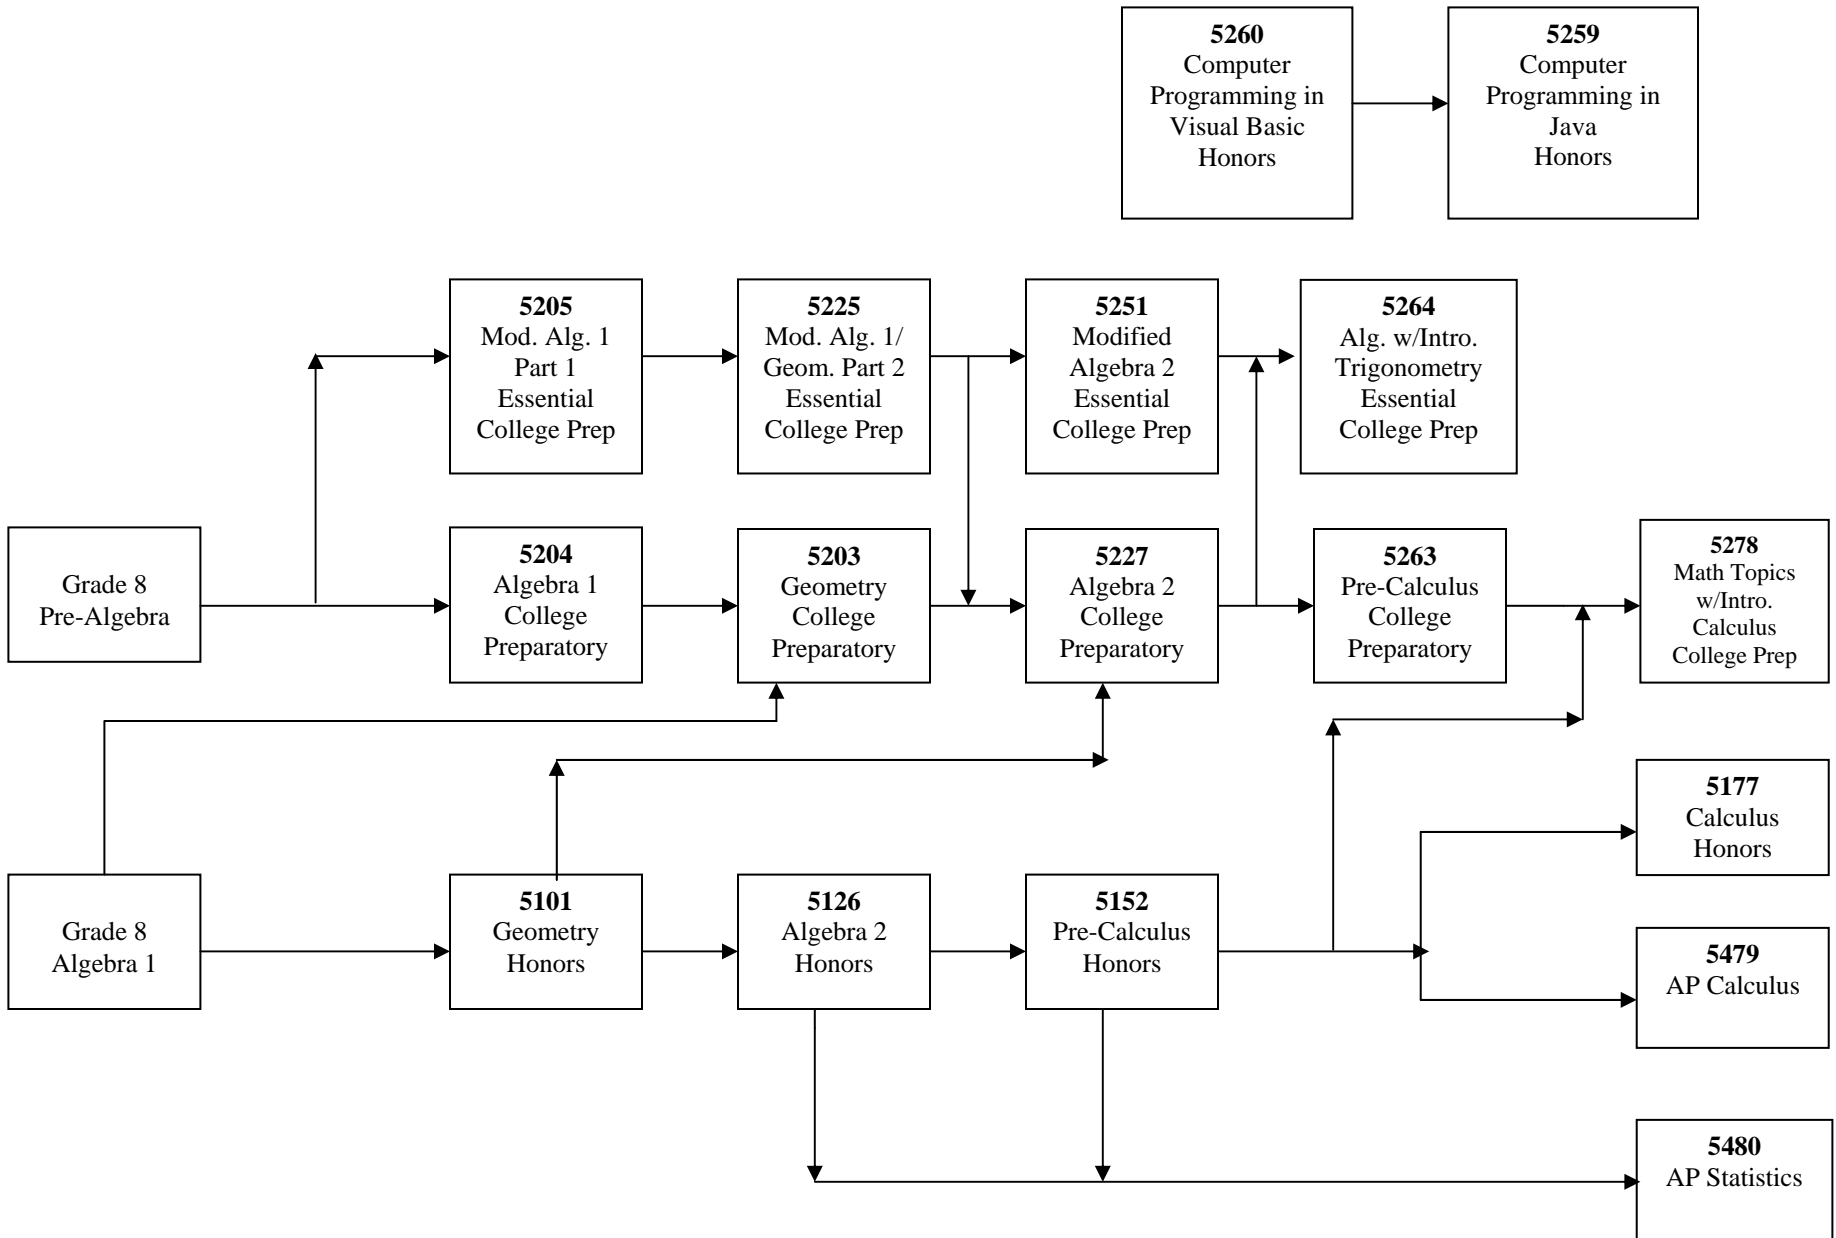 5260
Computer
Programming in
Visual Basic
Honors
5259
Computer
Programming in
Java
Honors
5205
Mod. Alg. 1
Part 1
Essential
College Prep
5225
Mod. Alg. 1/
Geom. Part 2
Essential
College Prep
5251
Modified
Algebra 2
Essential
College Prep
5264
Alg. w/Intro.
Trigonometry
Essential
College Prep
Grade 8
Pre-Algebra
5204
Algebra 1
College
Preparatory
5203
Geometry
College
Preparatory
5227
Algebra 2
College
Preparatory
5263
Pre-Calculus
College
Preparatory
5278
Math Topics
w/Intro.
Calculus
College Prep
5177
Calculus
Honors
Grade 8
Algebra 1
5101
Geometry
Honors
5126
Algebra 2
Honors
5152
Pre-Calculus
Honors
5479
AP Calculus
5480
AP Statistics